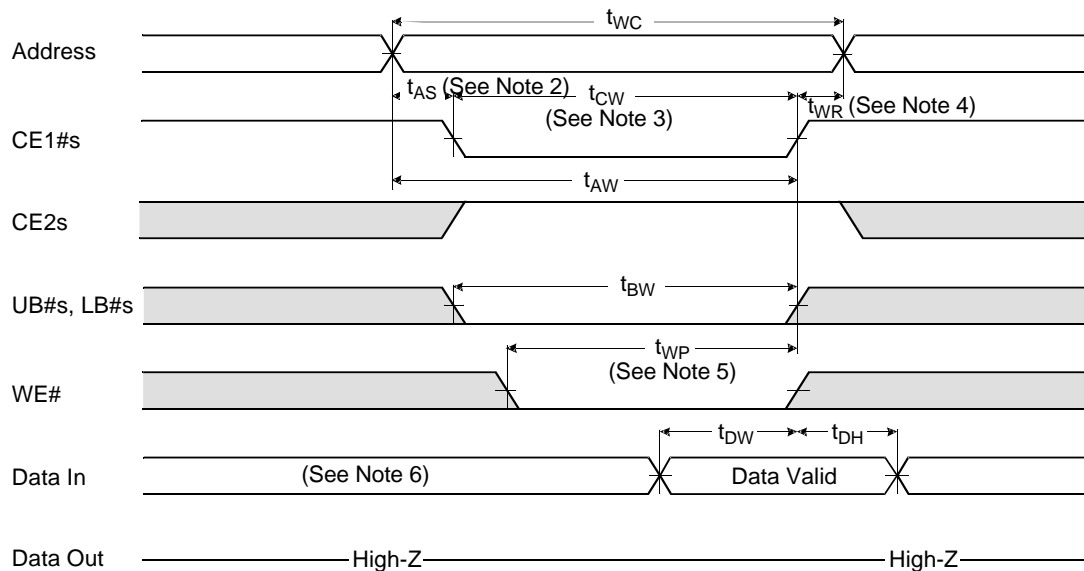 tWC
Address
tAS (See Note 2)
tCW
(See Note 3)
tWR (See Note 4)
CE1#s
tAW
CE2s
tBW
UB#s, LB#s
tWP
(See Note 5)
WE#
tDW
tDH
Data In
(See Note 6)
Data Valid
Data Out
High-Z
High-Z